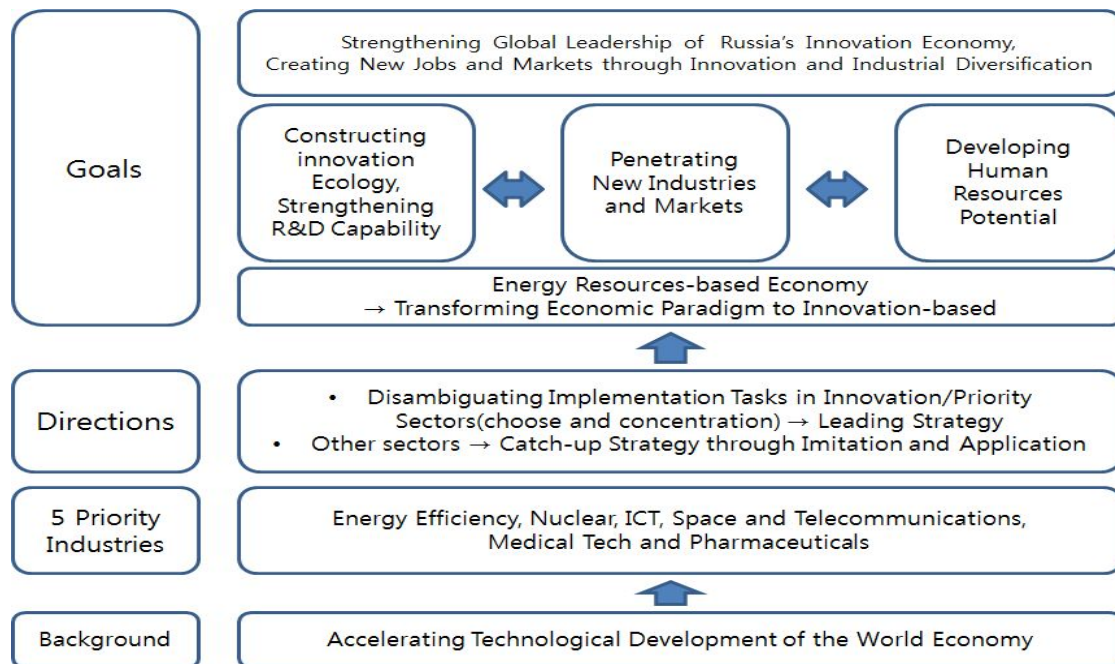 Goals
Strengthening Global Leadership of Russia's Innovation Economy,
Creating New Jobs and Markets through Innovation and Industrial Diversification
Constructing
innovation
Ecology,
Strengthening
R&D Capability
Penetrating
New Industries
and Markets
Developing
Human
Resources
Potential
Energy Resources-based Economy
→ Transforming Economic Paradigm to Innovation-based
Directions
• Disambiguating Implementation Tasks in Innovation/Priority
Sectors(choose and concentration) → Leading Strategy
• Other sectors → Catch-up Strategy through Imitation and Application
5 Priority
Industries
Energy Efficiency, Nuclear, ICT, Space and Telecommunications,
Medical Tech and Pharmaceuticals
Background
Accelerating Technological Development of the World Economy